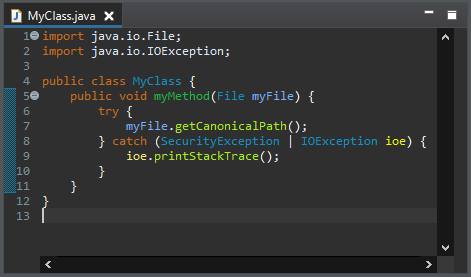 MyClass.java
1 import java.io.File;
2 import java.io.IOException;
3
4 public class MyClass {
5     public void myMethod(File myFile) {
6         try {
7             myFile.getCanonicalPath();
8         } catch (SecurityException | IOException ioe) {
9             ioe.printStackTrace();
10         }
11     }
12 }
13